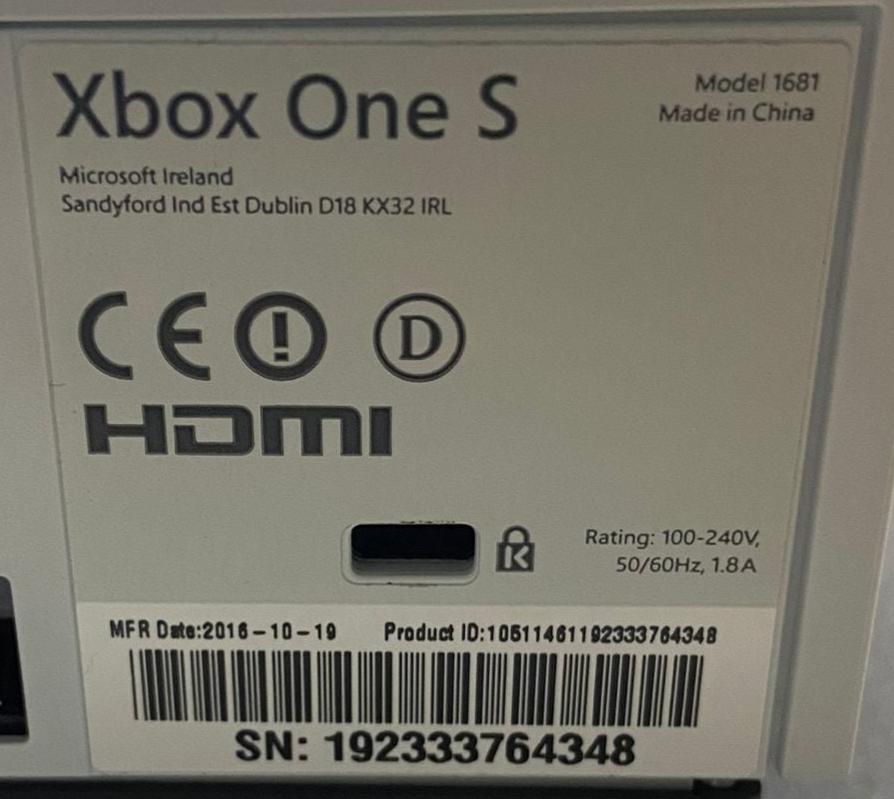 Xbox One S
Model 1681
Made in China
Microsoft Ireland
Sandyford Ind Est Dublin D18 KX32 IRL
CE ! D
HDMI
K
Rating: 100-240V,
50/60Hz, 1.8A
MFR Date:2016-10-19 Product ID:10511461192333764348
SN: 192333764348